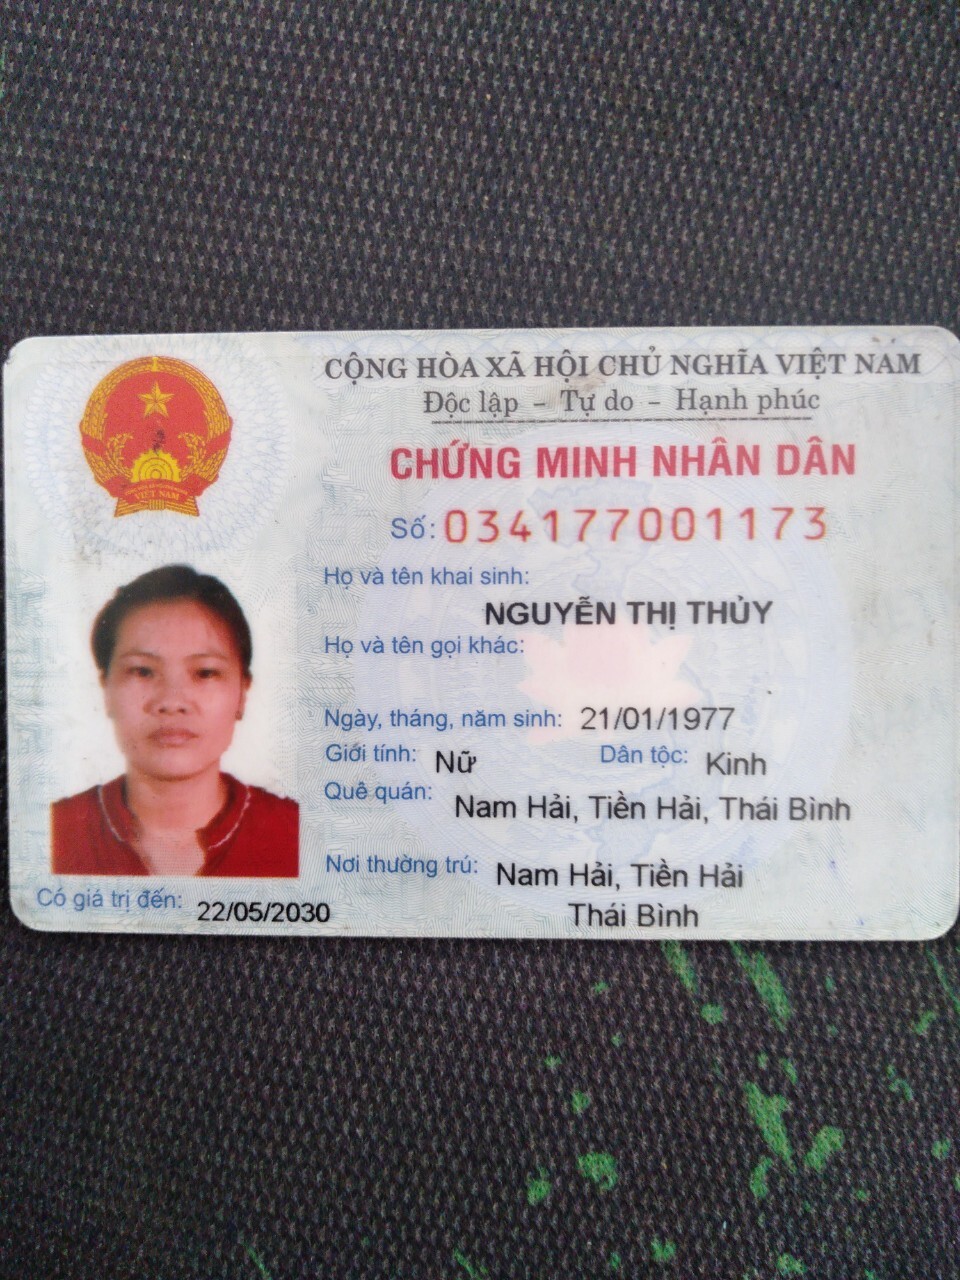 CỘNG HÒA XÃ HỘI CHỦ NGHĨA VIỆT NAM
Độc lập - Tự do - Hạnh phúc
CHỨNG MINH NHÂN DÂN
Số: 034177001173
Họ và tên khai sinh:
NGUYỄN THỊ THỦY
Họ và tên gọi khác:
Ngày, tháng, năm sinh: 21/01/1977
Giới tính: Nữ Dân tộc: Kinh
Quê quán: Nam Hải, Tiền Hải, Thái Bình
Nơi thường trú: Nam Hải, Tiền Hải
Thái Bình
Có giá trị đến: 22/05/2030
VIỆT NAM